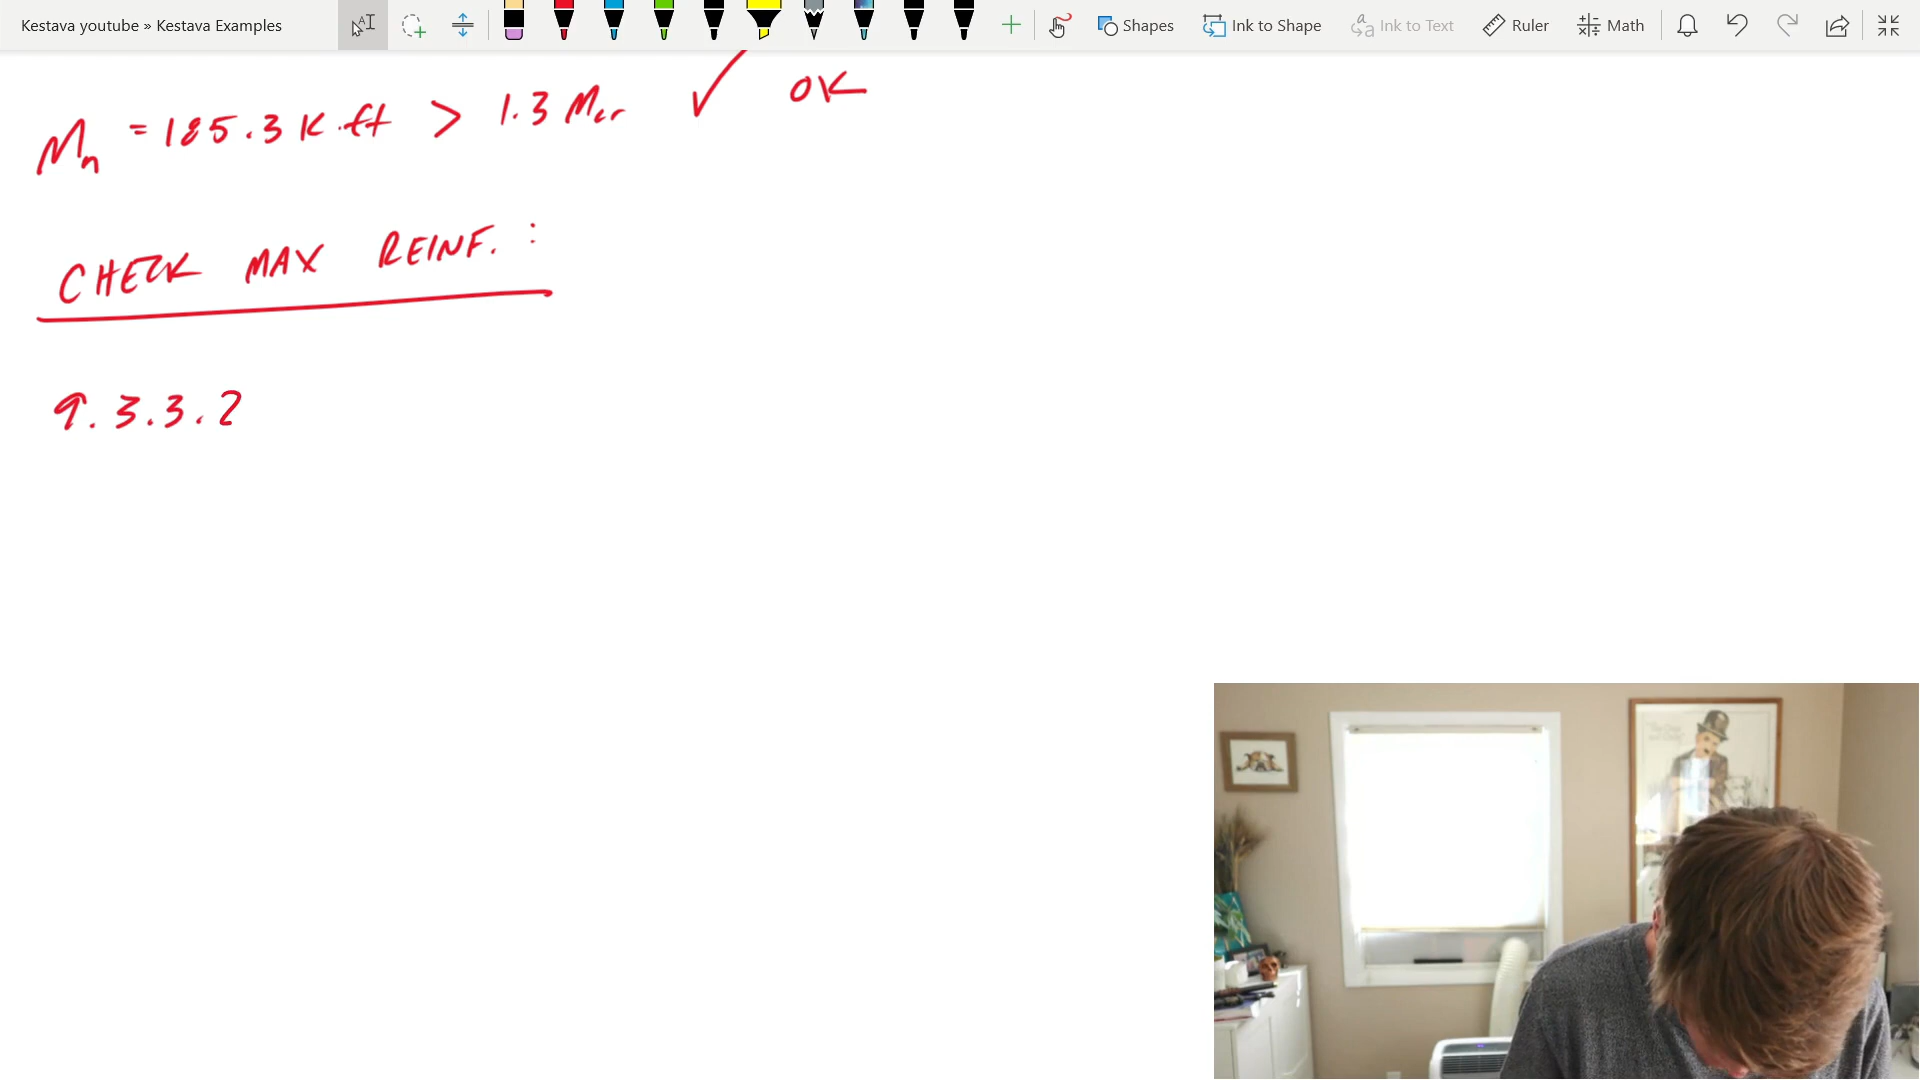 Kestava youtube » Kestava Examples
Shapes
Ink to Shape
Ink to Text
Ruler
Math
Mn = 185.3 K·ft > 1.3 Mcr ✓ OK
CHECK MAX REINF. :
9.3.3.2